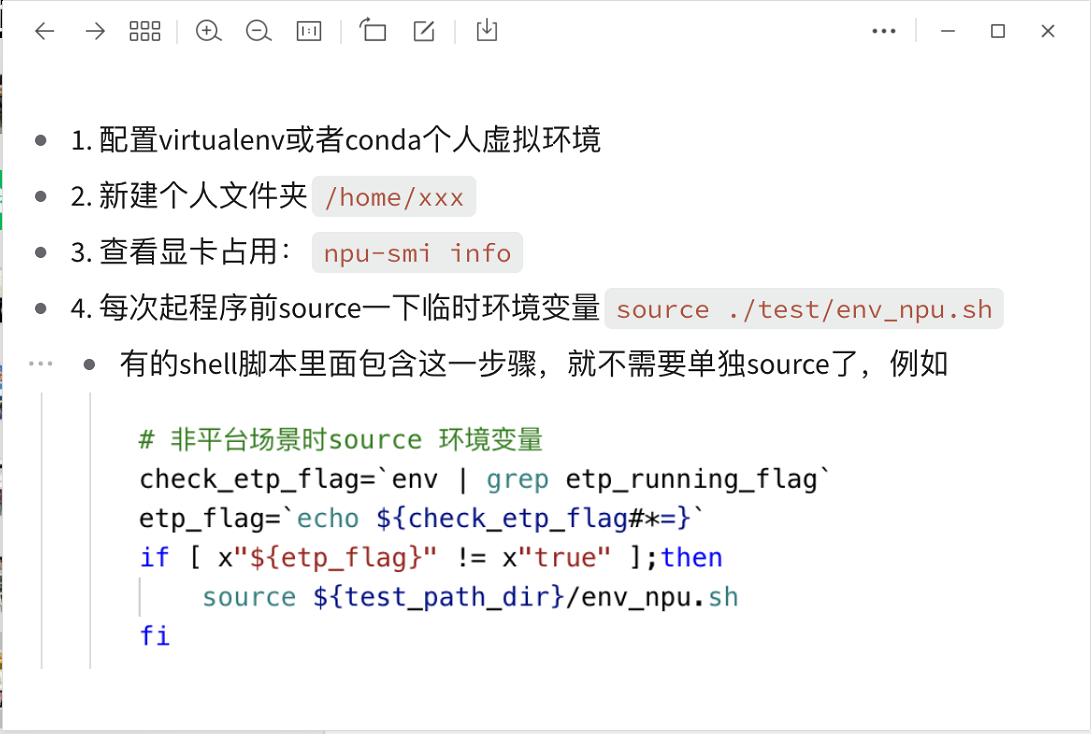 1. 配置virtualenv或者conda个人虚拟环境
2. 新建个人文件夹 /home/xxx
3. 查看显卡占用： npu-smi info
4. 每次起程序前source一下临时环境变量 source ./test/env_npu.sh
有的shell脚本里面包含这一步骤，就不需要单独source了，例如
# 非平台场景时source 环境变量
check_etp_flag=`env | grep etp_running_flag`
etp_flag=`echo ${check_etp_flag#*=}`
if [ x"${etp_flag}" != x"true" ];then
    source ${test_path_dir}/env_npu.sh
fi